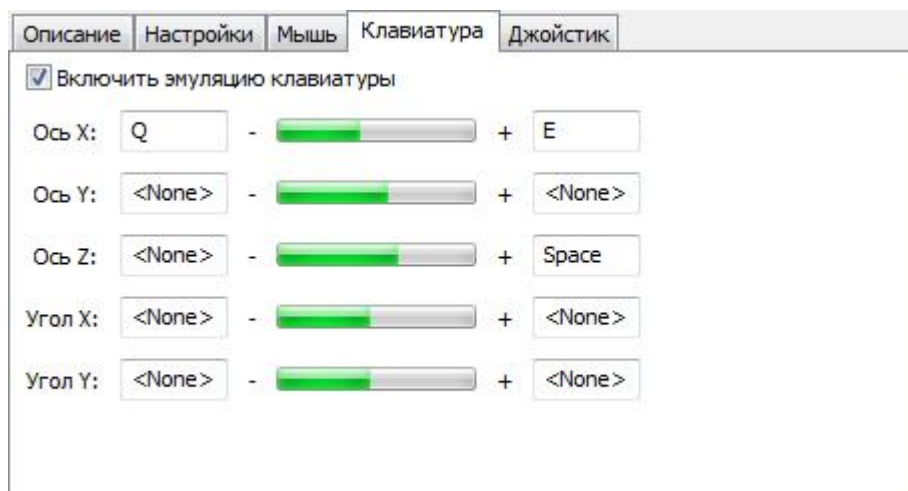 Описание Настройки Мышь Клавиатура Джойстик
Включить эмуляцию клавиатуры
Ось X: Q - + E
Ось Y: <None> - + <None>
Ось Z: <None> - + Space
Угол X: <None> - + <None>
Угол Y: <None> - + <None>